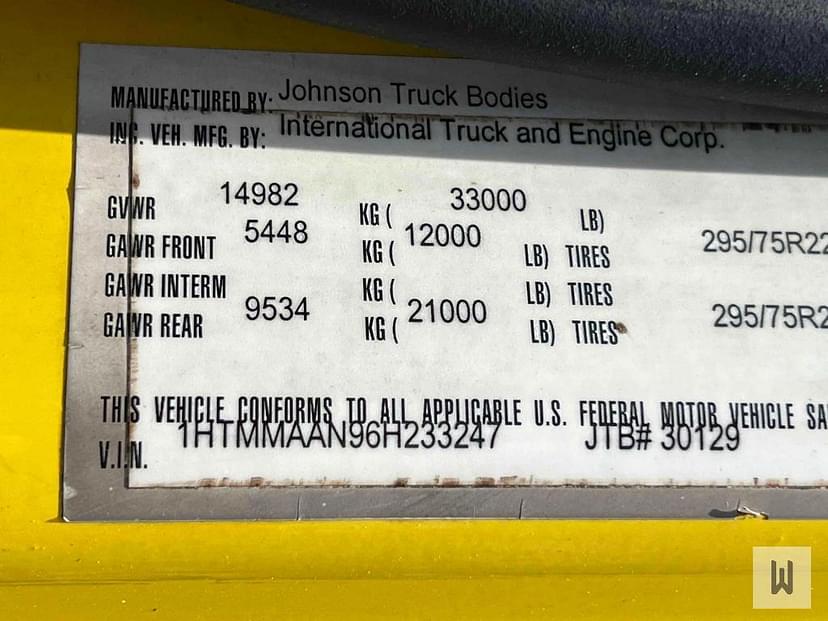 MANUFACTURED BY: Johnson Truck Bodies
INC. VEH. MFG. BY: International Truck and Engine Corp.
GVWR 14982 KG ( 33000 LB)
GAWR FRONT 5448 KG ( 12000 LB) TIRES 295/75R22
GAWR INTERM KG ( LB) TIRES
GAWR REAR 9534 KG ( 21000 LB) TIRES 295/75R2
THIS VEHICLE CONFORMS TO ALL APPLICABLE U.S. FEDERAL MOTOR VEHICLE SA
V.I.N. 1HTMMAAN96H233247 JTB# 30129
W